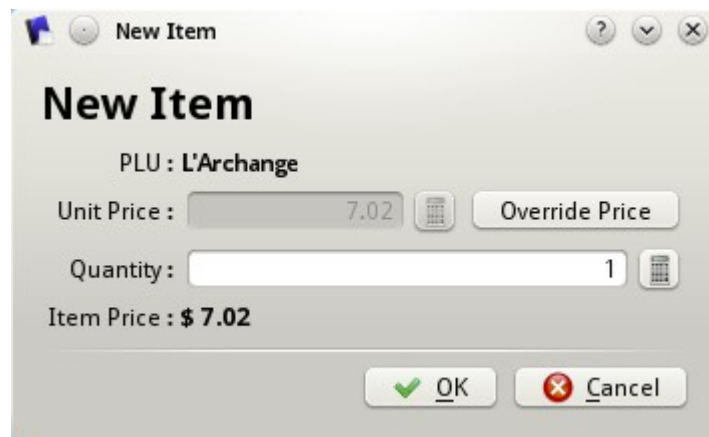 New Item
New Item
PLU : L'Archange
Unit Price : 7.02 Override Price
Quantity : 1
Item Price : $ 7.02
OK Cancel